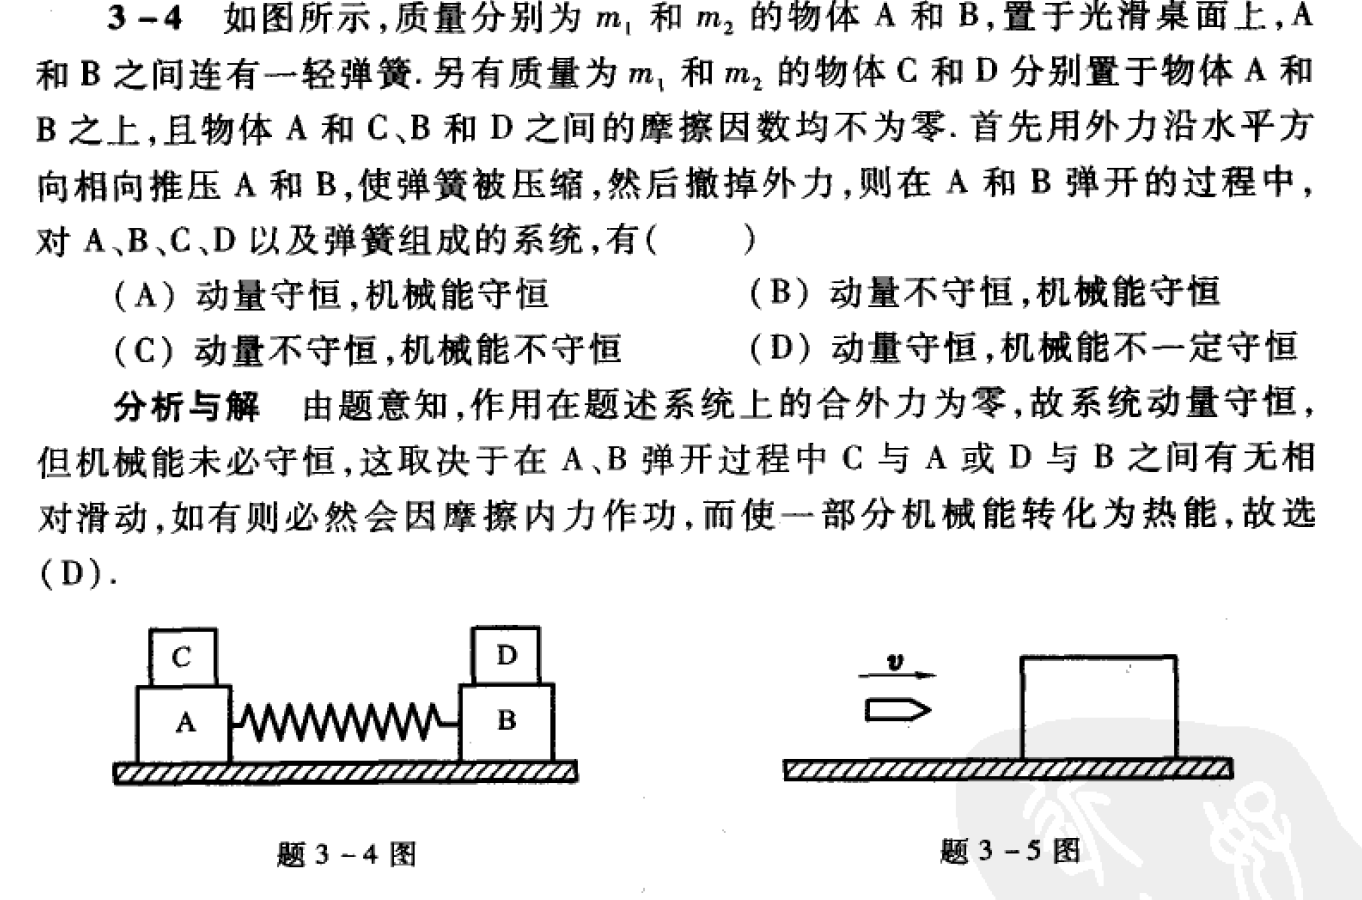 3-4 如图所示,质量分别为 m₁ 和 m₂ 的物体 A 和 B,置于光滑桌面上,A
和 B 之间连有一轻弹簧. 另有质量为 m₁ 和 m₂ 的物体 C 和 D 分别置于物体 A 和
B 之上,且物体 A 和 C、B 和 D 之间的摩擦因数均不为零. 首先用外力沿水平方
向相向推压 A 和 B,使弹簧被压缩,然后撤掉外力,则在 A 和 B 弹开的过程中,
对 A、B、C、D 以及弹簧组成的系统,有( )
(A) 动量守恒,机械能守恒 (B) 动量不守恒,机械能守恒
(C) 动量不守恒,机械能不守恒 (D) 动量守恒,机械能不一定守恒
分析与解 由题意知,作用在题述系统上的合外力为零,故系统动量守恒,
但机械能未必守恒,这取决于在 A、B 弹开过程中 C 与 A 或 D 与 B 之间有无相
对滑动,如有则必然会因摩擦内力作功,而使一部分机械能转化为热能,故选
(D).
C D
A B
v
题 3-4 图 题 3-5 图